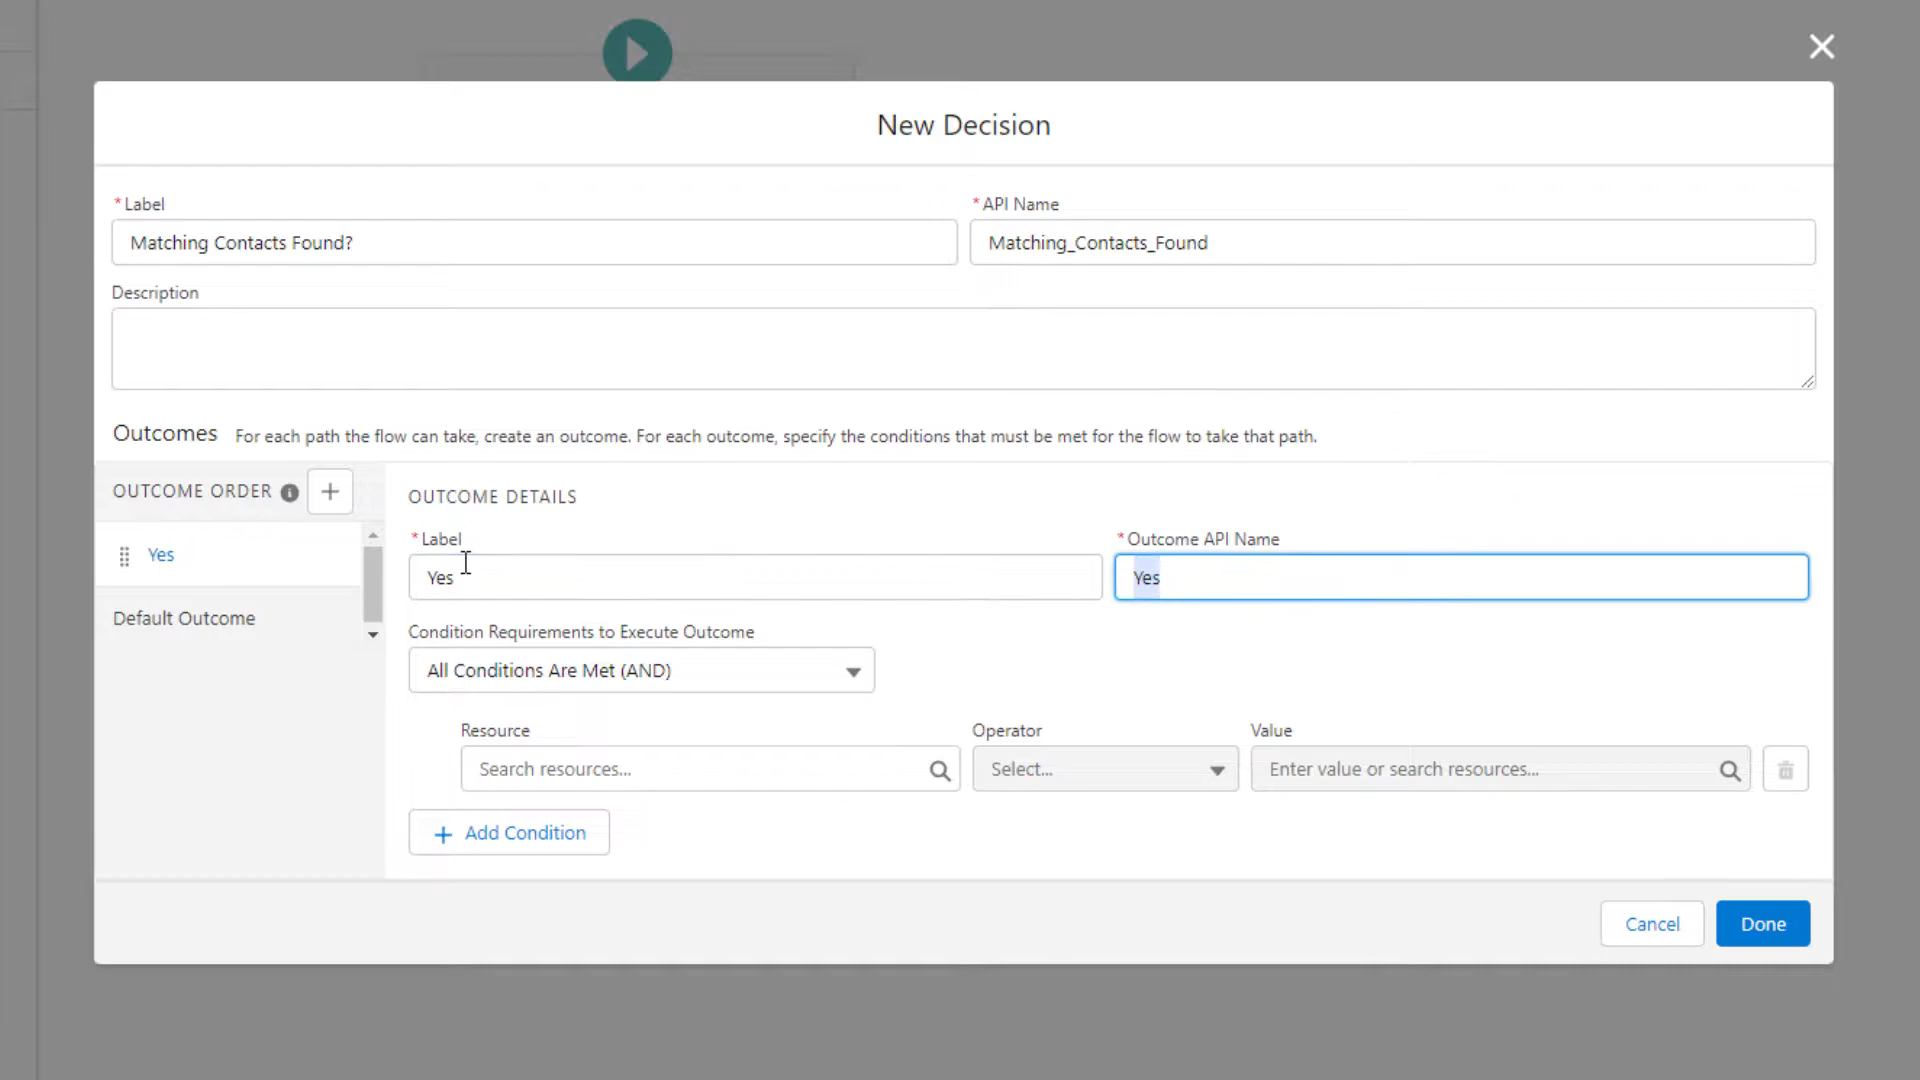 New Decision
*Label
*API Name
Matching Contacts Found?
Matching_Contacts_Found
Description
Outcomes For each path the flow can take, create an outcome. For each outcome, specify the conditions that must be met for the flow to take that path.
OUTCOME ORDER
OUTCOME DETAILS
Yes
Default Outcome
*Label
*Outcome API Name
Yes
Yes
Condition Requirements to Execute Outcome
All Conditions Are Met (AND)
Resource
Operator
Value
Search resources...
Select...
Enter value or search resources...
Add Condition
Cancel
Done